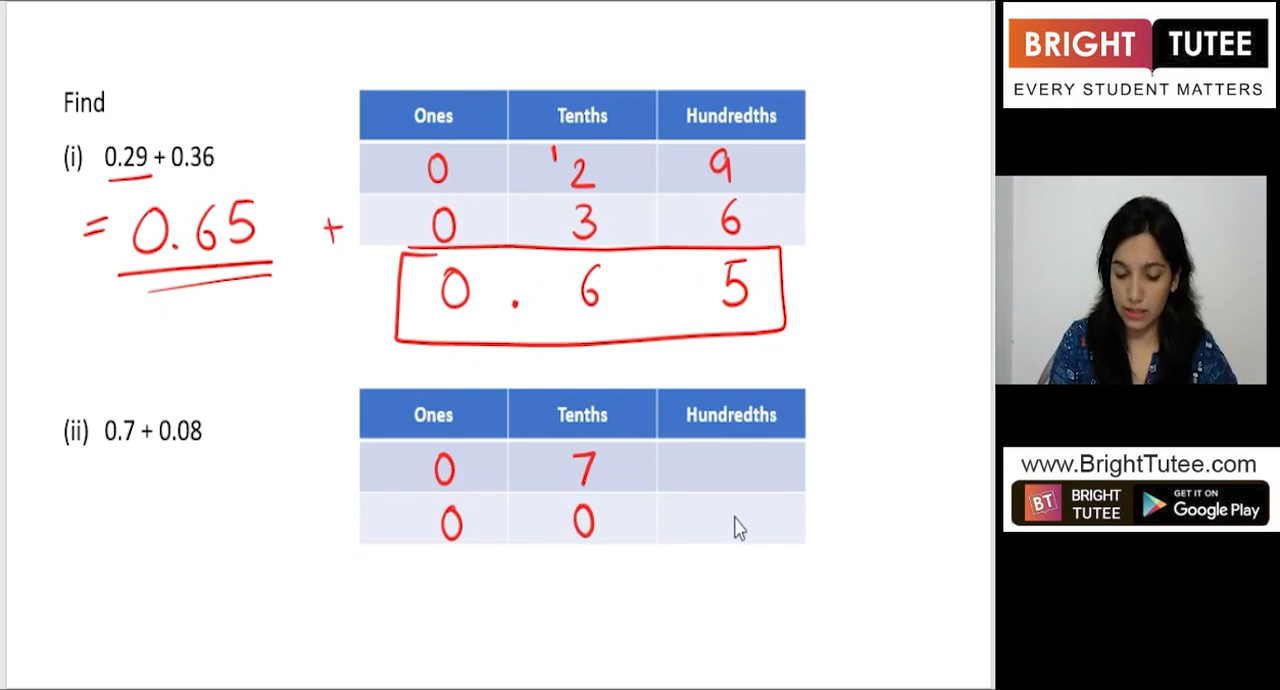 Find
Ones Tenths Hundredths
(i) 0.29 + 0.36
0 ¹2 9
= 0.65
+ 0 3 6
0 . 6 5
(ii) 0.7 + 0.08
Ones Tenths Hundredths
0 7
0 0
BRIGHT TUTEE
EVERY STUDENT MATTERS
www.BrightTutee.com
BT BRIGHT TUTEE
GET IT ON
Google Play